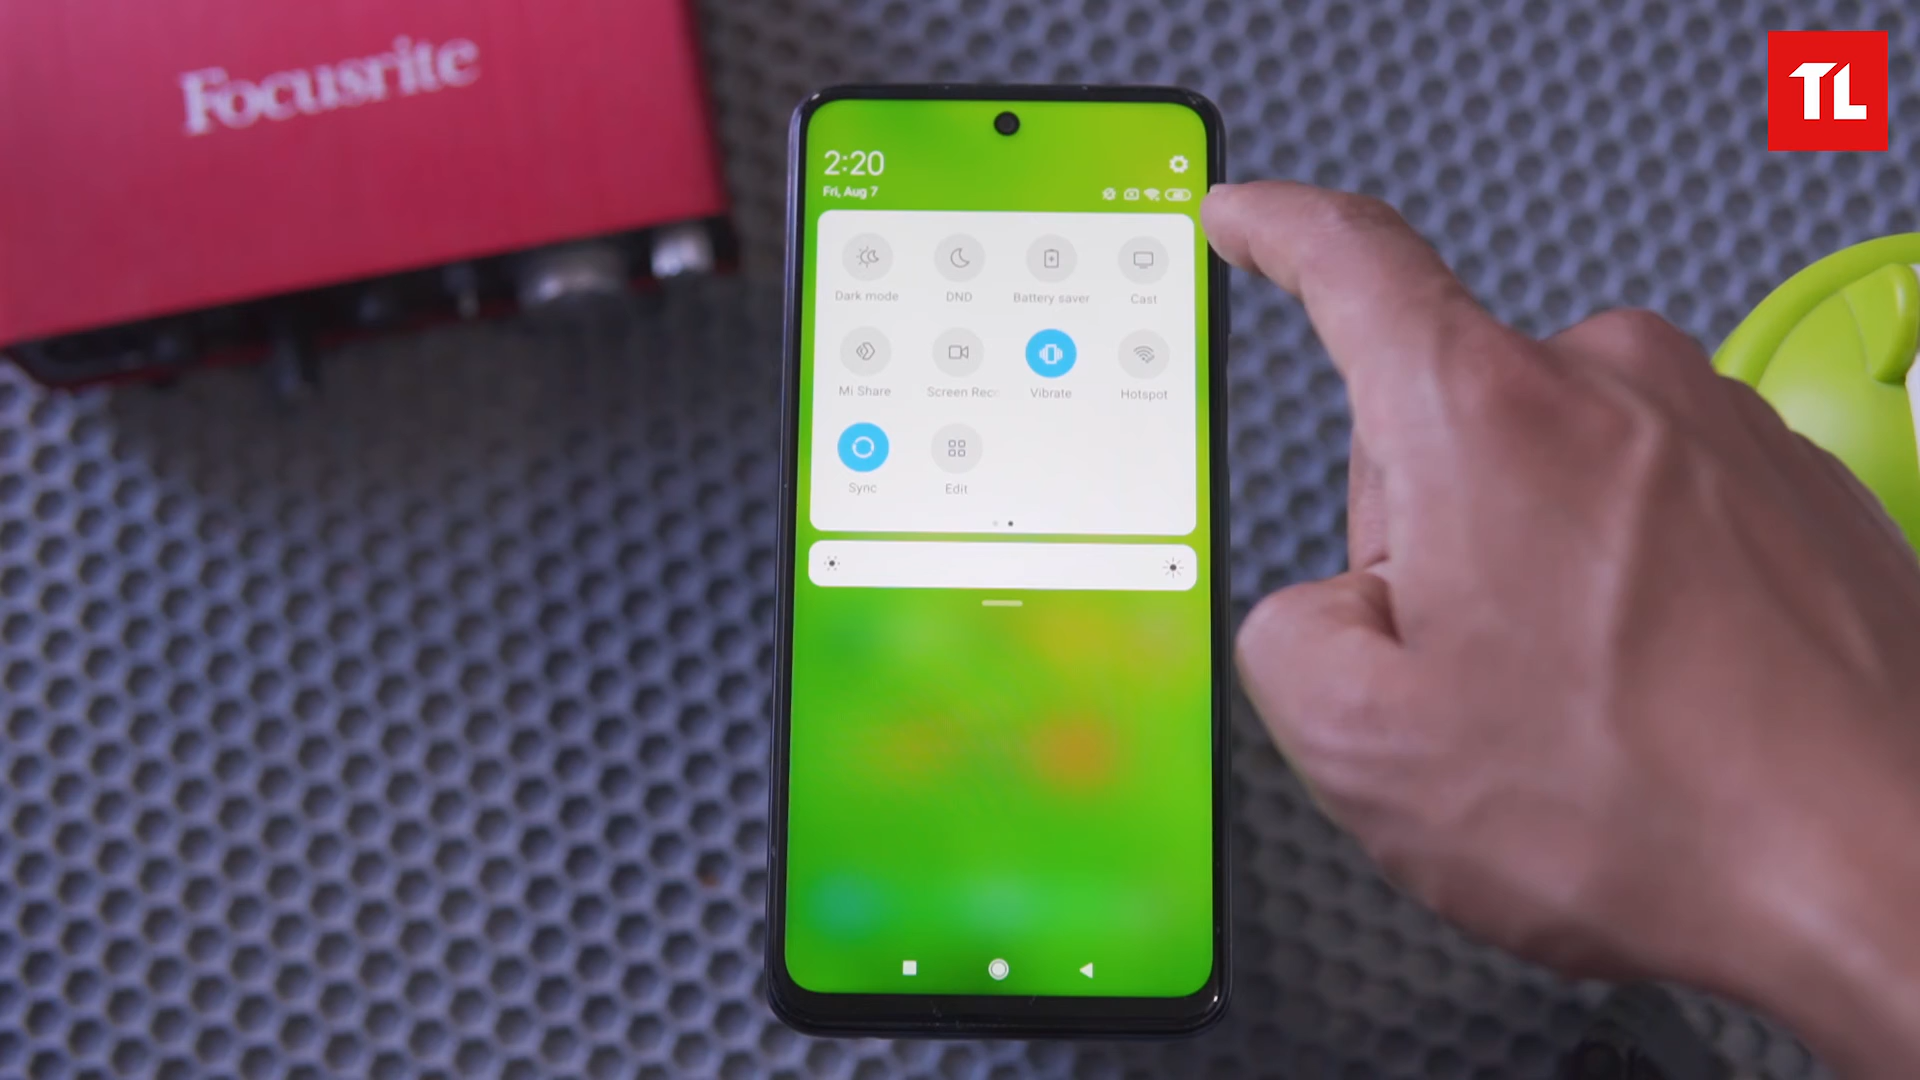 Focusrite
TL
2:20
Fri, Aug 7
Dark mode
DND
Battery saver
Cast
Mi Share
Screen Rec
Vibrate
Hotspot
Sync
Edit